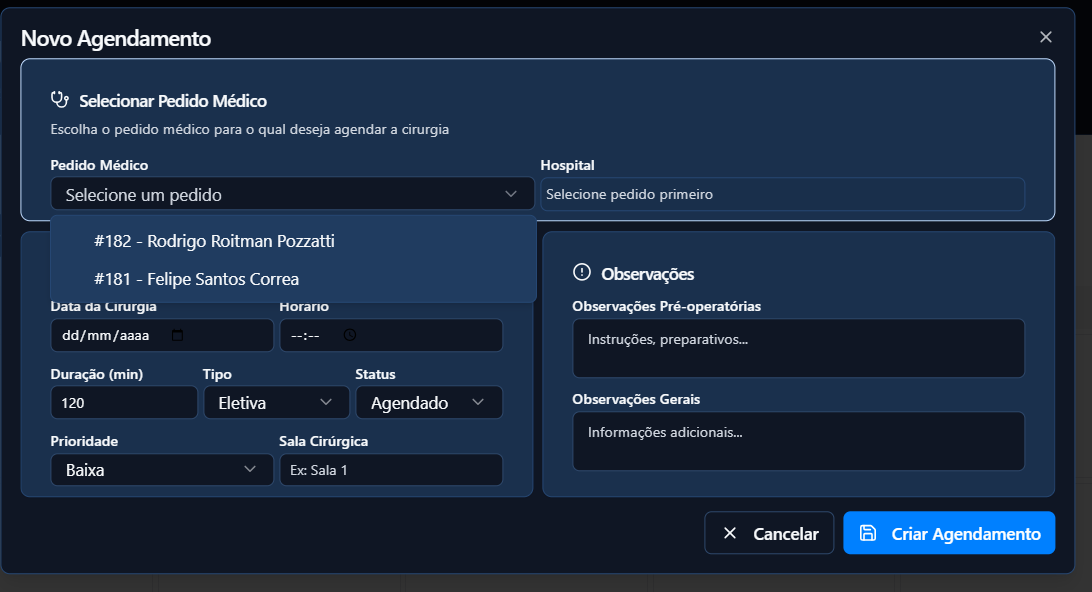 Novo Agendamento
Selecionar Pedido Médico
Escolha o pedido médico para o qual deseja agendar a cirurgia
Pedido Médico
Hospital
Selecione um pedido
Selecione pedido primeiro
#182 - Rodrigo Roitman Pozzatti
#181 - Felipe Santos Correa
Data da Cirurgia
Horário
dd/mm/aaaa
--:--
Duração (min)
Tipo
Status
120
Eletiva
Agendado
Prioridade
Sala Cirúrgica
Baixa
Ex: Sala 1
Observações
Observações Pré-operatórias
Instruções, preparativos...
Observações Gerais
Informações adicionais...
Cancelar
Criar Agendamento